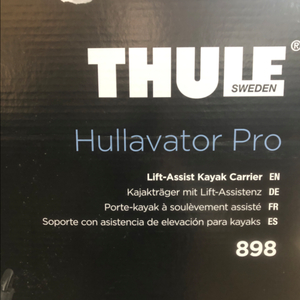 THULE®
SWEDEN
Hullavator Pro
Lift-Assist Kayak Carrier EN
Kajakträger mit Lift-Assistenz DE
Porte-kayak à soulèvement assisté FR
Soporte con asistencia de elevación para kayaks ES
898